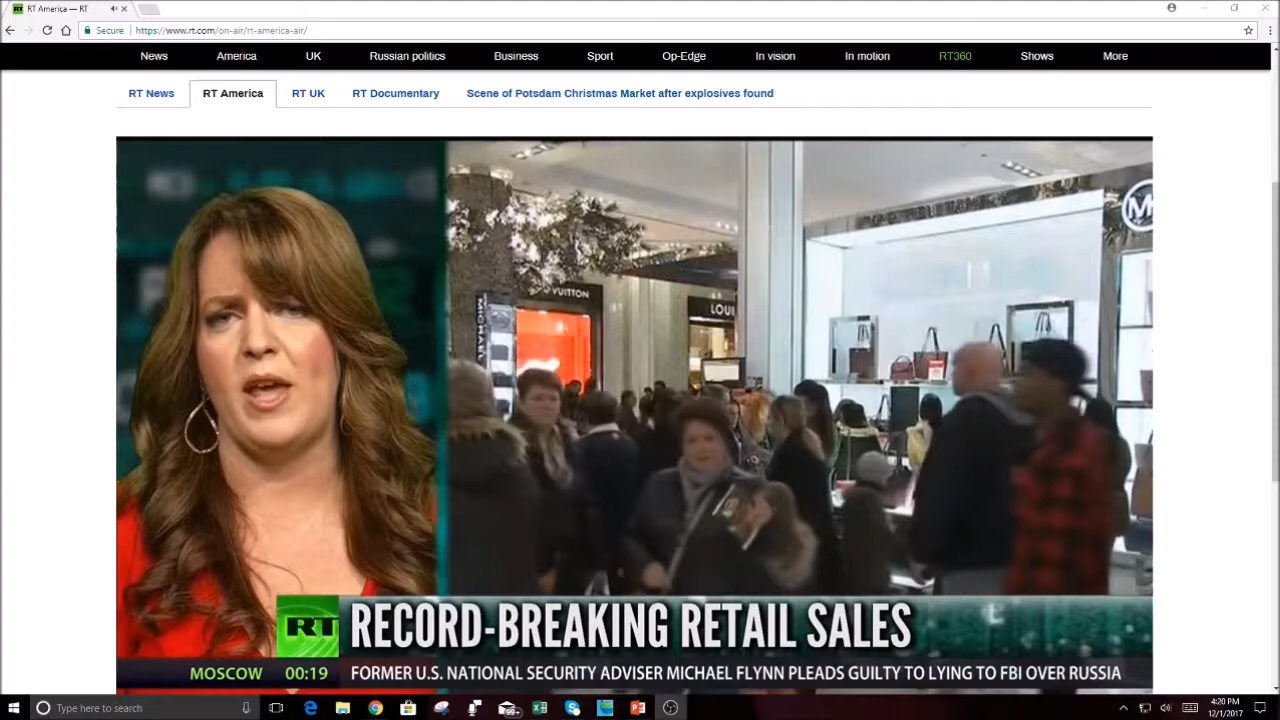 RT America — RT
Secure
https://www.rt.com/on-air/rt-america-air/
News America UK Russian politics Business Sport Op-Edge In vision In motion RT360 Shows More
RT News RT America RT UK RT Documentary Scene of Potsdam Christmas Market after explosives found
VUITTON
LOUI
MICHAEL
M
RT RECORD-BREAKING RETAIL SALES
MOSCOW 00:19 FORMER U.S. NATIONAL SECURITY ADVISER MICHAEL FLYNN PLEADS GUILTY TO LYING TO FBI OVER RUSSIA
Type here to search
4:20 PM
12/1/2017